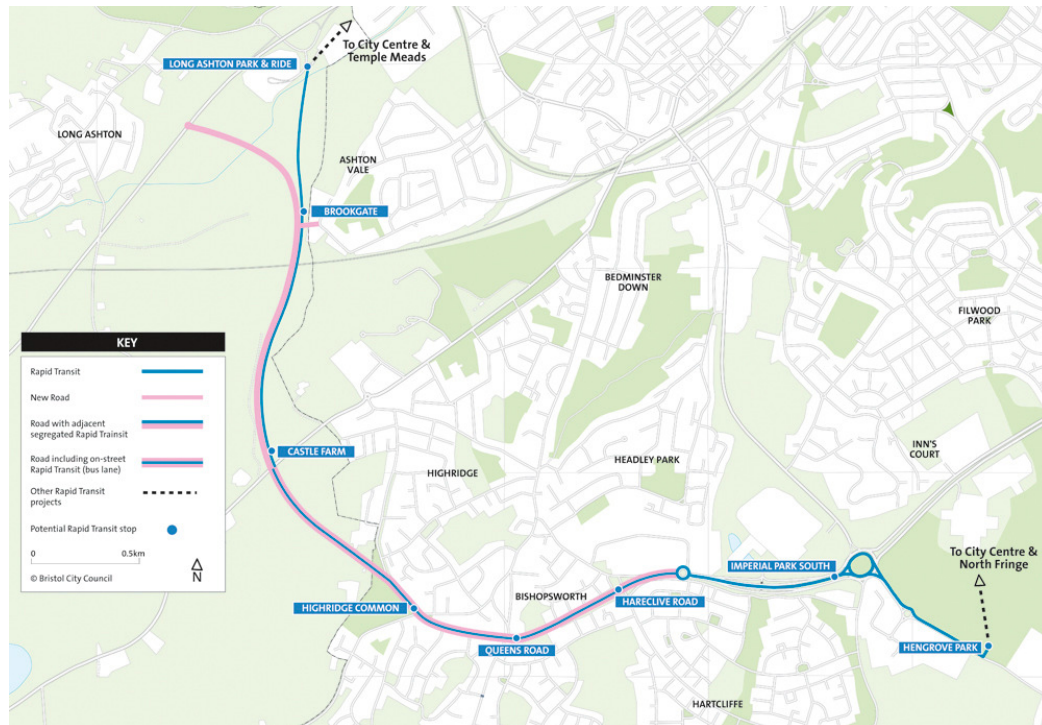 To City Centre &
Temple Meads
LONG ASHTON PARK & RIDE
LONG ASHTON
ASHTON
VALE
BROOKGATE
BEDMINSTER
DOWN
FILWOOD
PARK
KEY
Rapid Transit
New Road
Road with adjacent
segregated Rapid Trainsit
Road including on-street
Rapid Transit (bus lane)
Other Rapid Transit
projects
Potential Rapid Transit stop
0 0.5km
N
© Bristol City Council
CASTLE FARM
HIGHRIDGE
HEADLEY PARK
INN'S
COURT
To City Centre &
North Fringe
IMPERIAL PARK SOUTH
HIGHRIDGE COMMON
BISHOPSWORTH
HARECLIVE ROAD
QUEENS ROAD
HENGROVE PARK
HARTCLIFFE